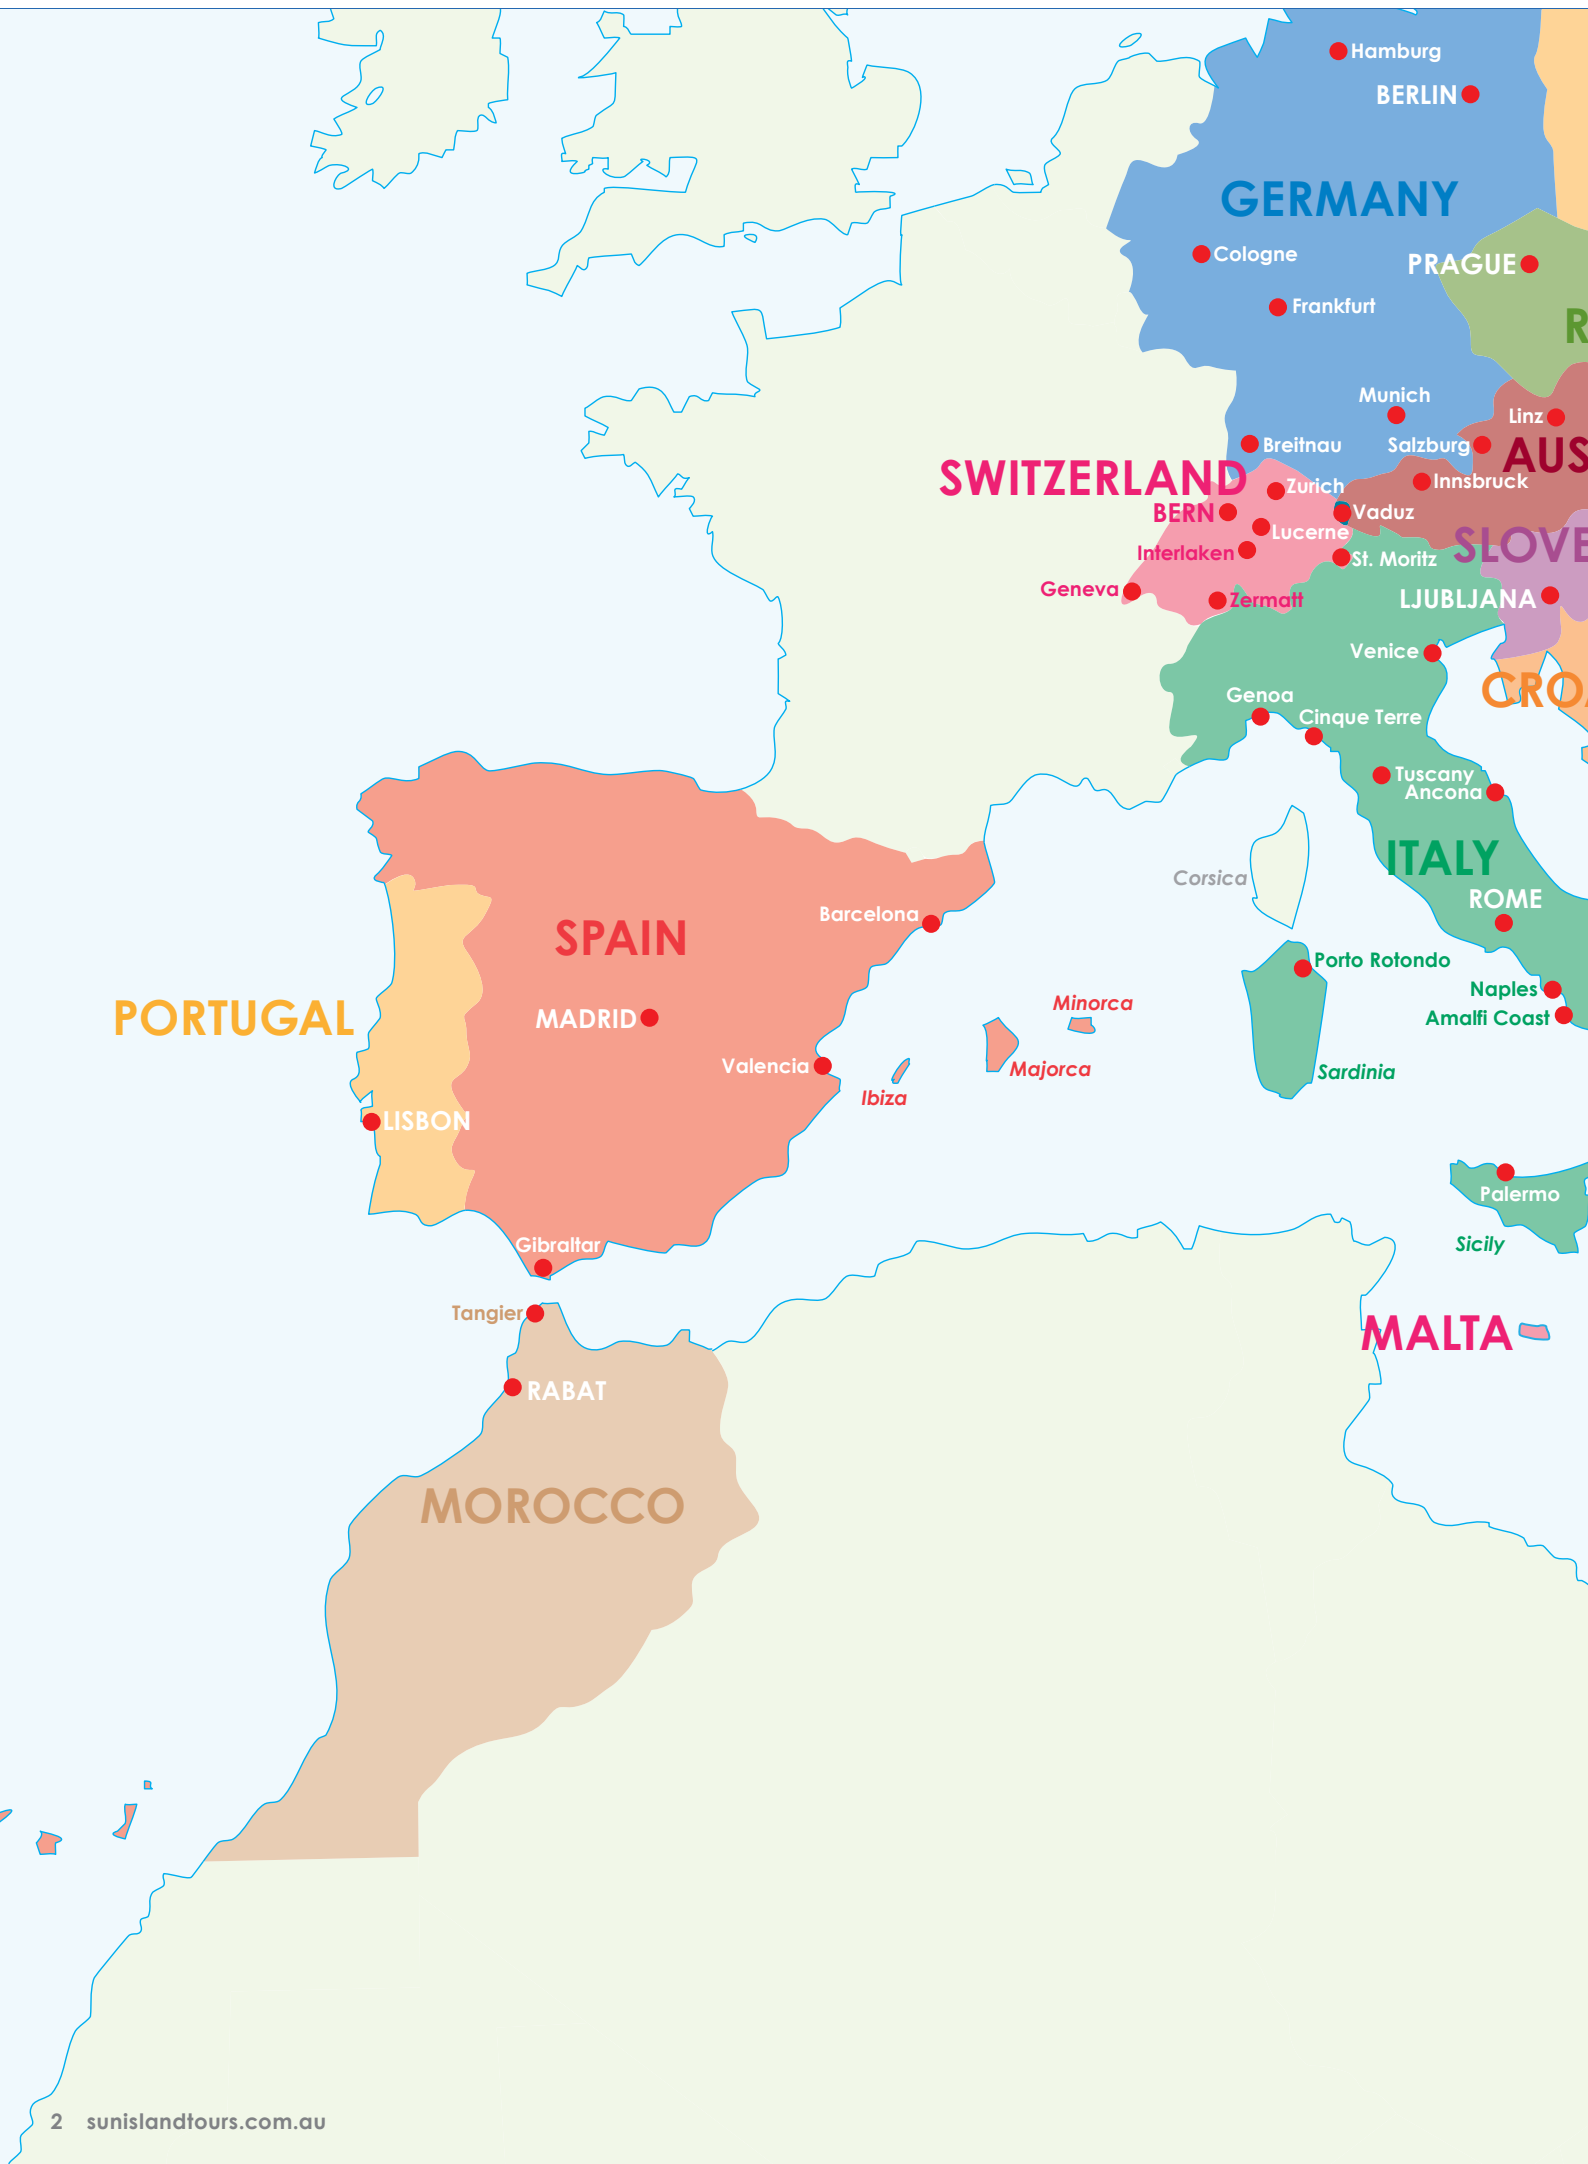 Hamburg
BERLIN
GERMANY
Cologne
PRAGUE
Frankfurt
R
Munich
Linz
Breitnau
Salzburg
AUS
SWITZERLAND
Zurich
Innsbruck
BERN
Vaduz
Lucerne
SLOVE
Interlaken
St. Moritz
Geneva
Zermatt
LJUBLJANA
Venice
CRO
Genoa
Cinque Terre
Tuscany
Ancona
ITALY
Corsica
ROME
Barcelona
SPAIN
Porto Rotondo
Naples
Minorca
PORTUGAL
MADRID
Amalfi Coast
Valencia
Majorca
Sardinia
Ibiza
LISBON
Palermo
Gibraltar
Sicily
Tangier
MALTA
RABAT
MOROCCO
2 sunislandtours.com.au